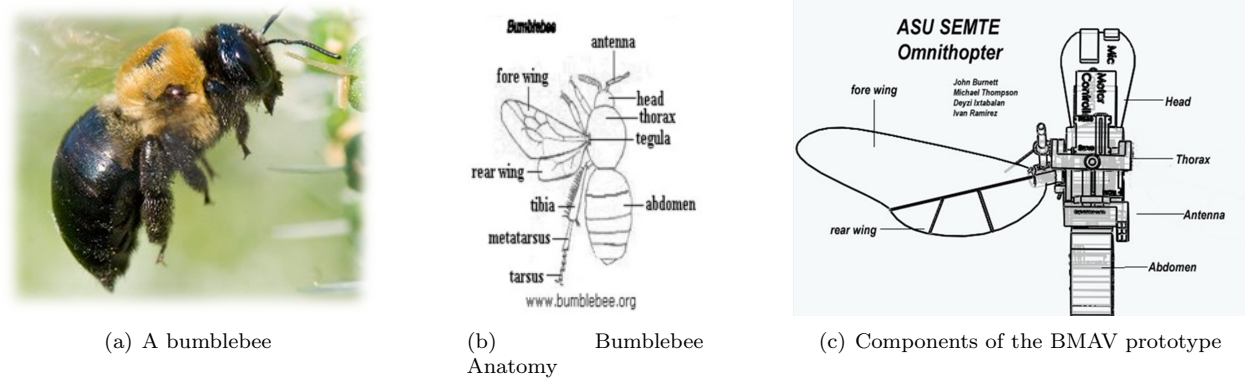 Bumblebee
antenna
fore wing
head
thorax
tegula
rear wing
tibia
abdomen
metatarsus
tarsus
www.bumblebee.org
ASU SEMTE
Omnithopter
John Burnett
Michael Thompson
Deyzi Ixtabalan
Ivan Ramirez
fore wing
Mic
Motor
Head
Thorax
Antenna
rear wing
Abdomen
(a) A bumblebee
(b) Bumblebee
Anatomy
(c) Components of the BMAV prototype